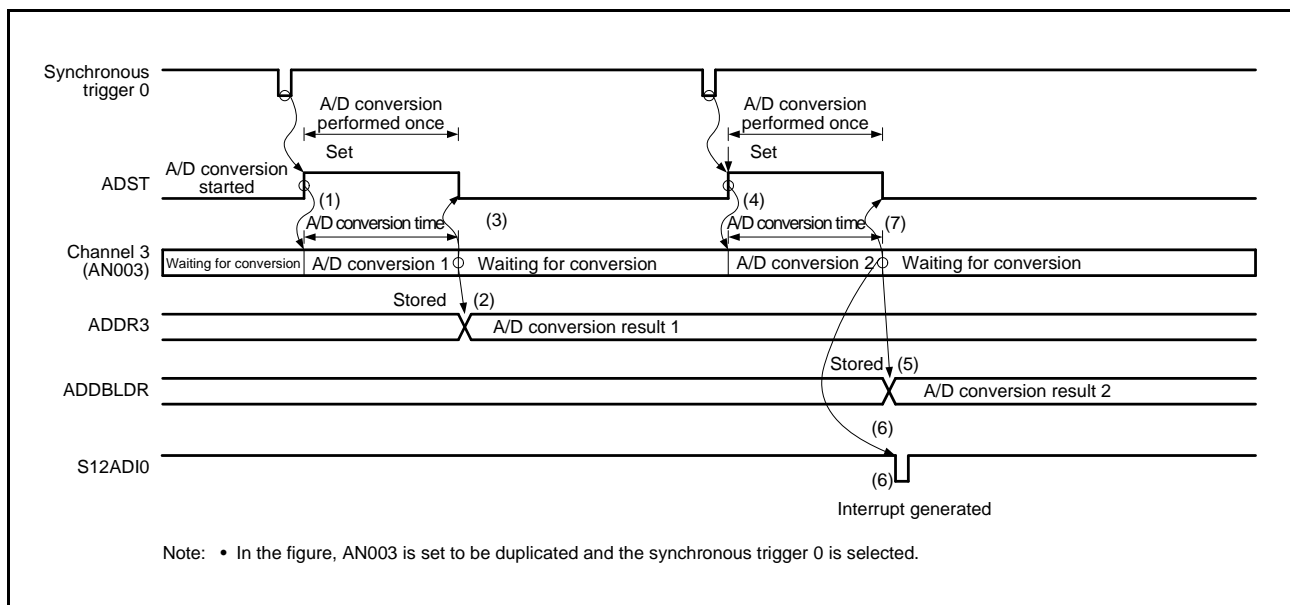 Synchronous
trigger 0
A/D conversion
performed once
A/D conversion
performed once
Set
Set
A/D conversion
started
ADST
(1)
(3)
(4)
(7)
A/D conversion time
A/D conversion time
Channel 3
(AN003)
Waiting for conversion
A/D conversion 1
Waiting for conversion
A/D conversion 2
Waiting for conversion
Stored
(2)
ADDR3
A/D conversion result 1
Stored
(5)
ADDBLDR
A/D conversion result 2
(6)
S12ADI0
(6)
Interrupt generated
Note: • In the figure, AN003 is set to be duplicated and the synchronous trigger 0 is selected.